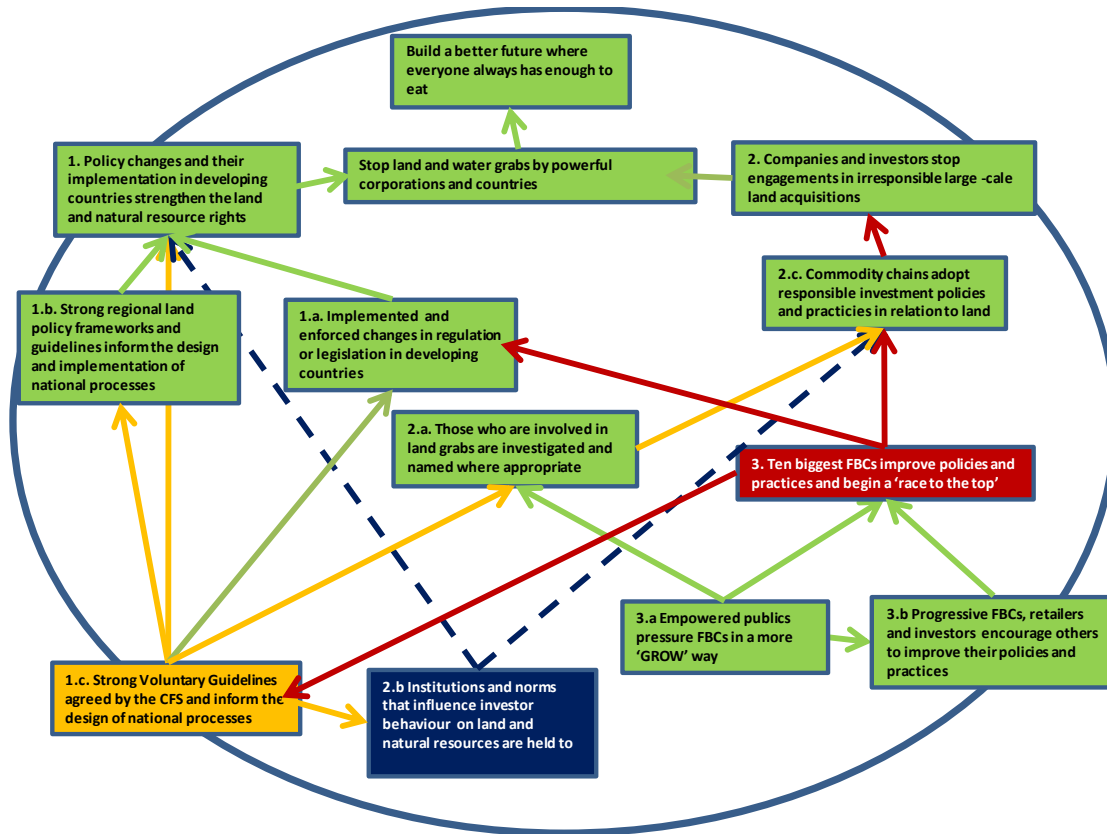 Build a better future where
everyone always has enough to
eat
1. Policy changes and their
implementation in developing
countries strengthen the land
and natural resource rights
Stop land and water grabs by powerful
corporations and countries
2. Companies and investors stop
engagements in irresponsible large -cale
land acquisitions
2.c. Commodity chains adopt
responsible investment policies
and practicies in relation to land
1.b. Strong regional land
policy frameworks and
guidelines inform the design
and implementation of
national processes
1.a. Implemented and
enforced changes in regulation
or legislation in developing
countries
2.a. Those who are involved in
land grabs are investigated and
named where appropriate
3. Ten biggest FBCs improve policies and
practices and begin a ‘race to the top’
3.a Empowered publics
pressure FBCs in a more
‘GROW’ way
3.b Progressive FBCs, retailers
and investors encourage others
to improve their policies and
practices
1.c. Strong Voluntary Guidelines
agreed by the CFS and inform the
design of national processes
2.b Institutions and norms
that influence investor
behaviour on land and
natural resources are held to